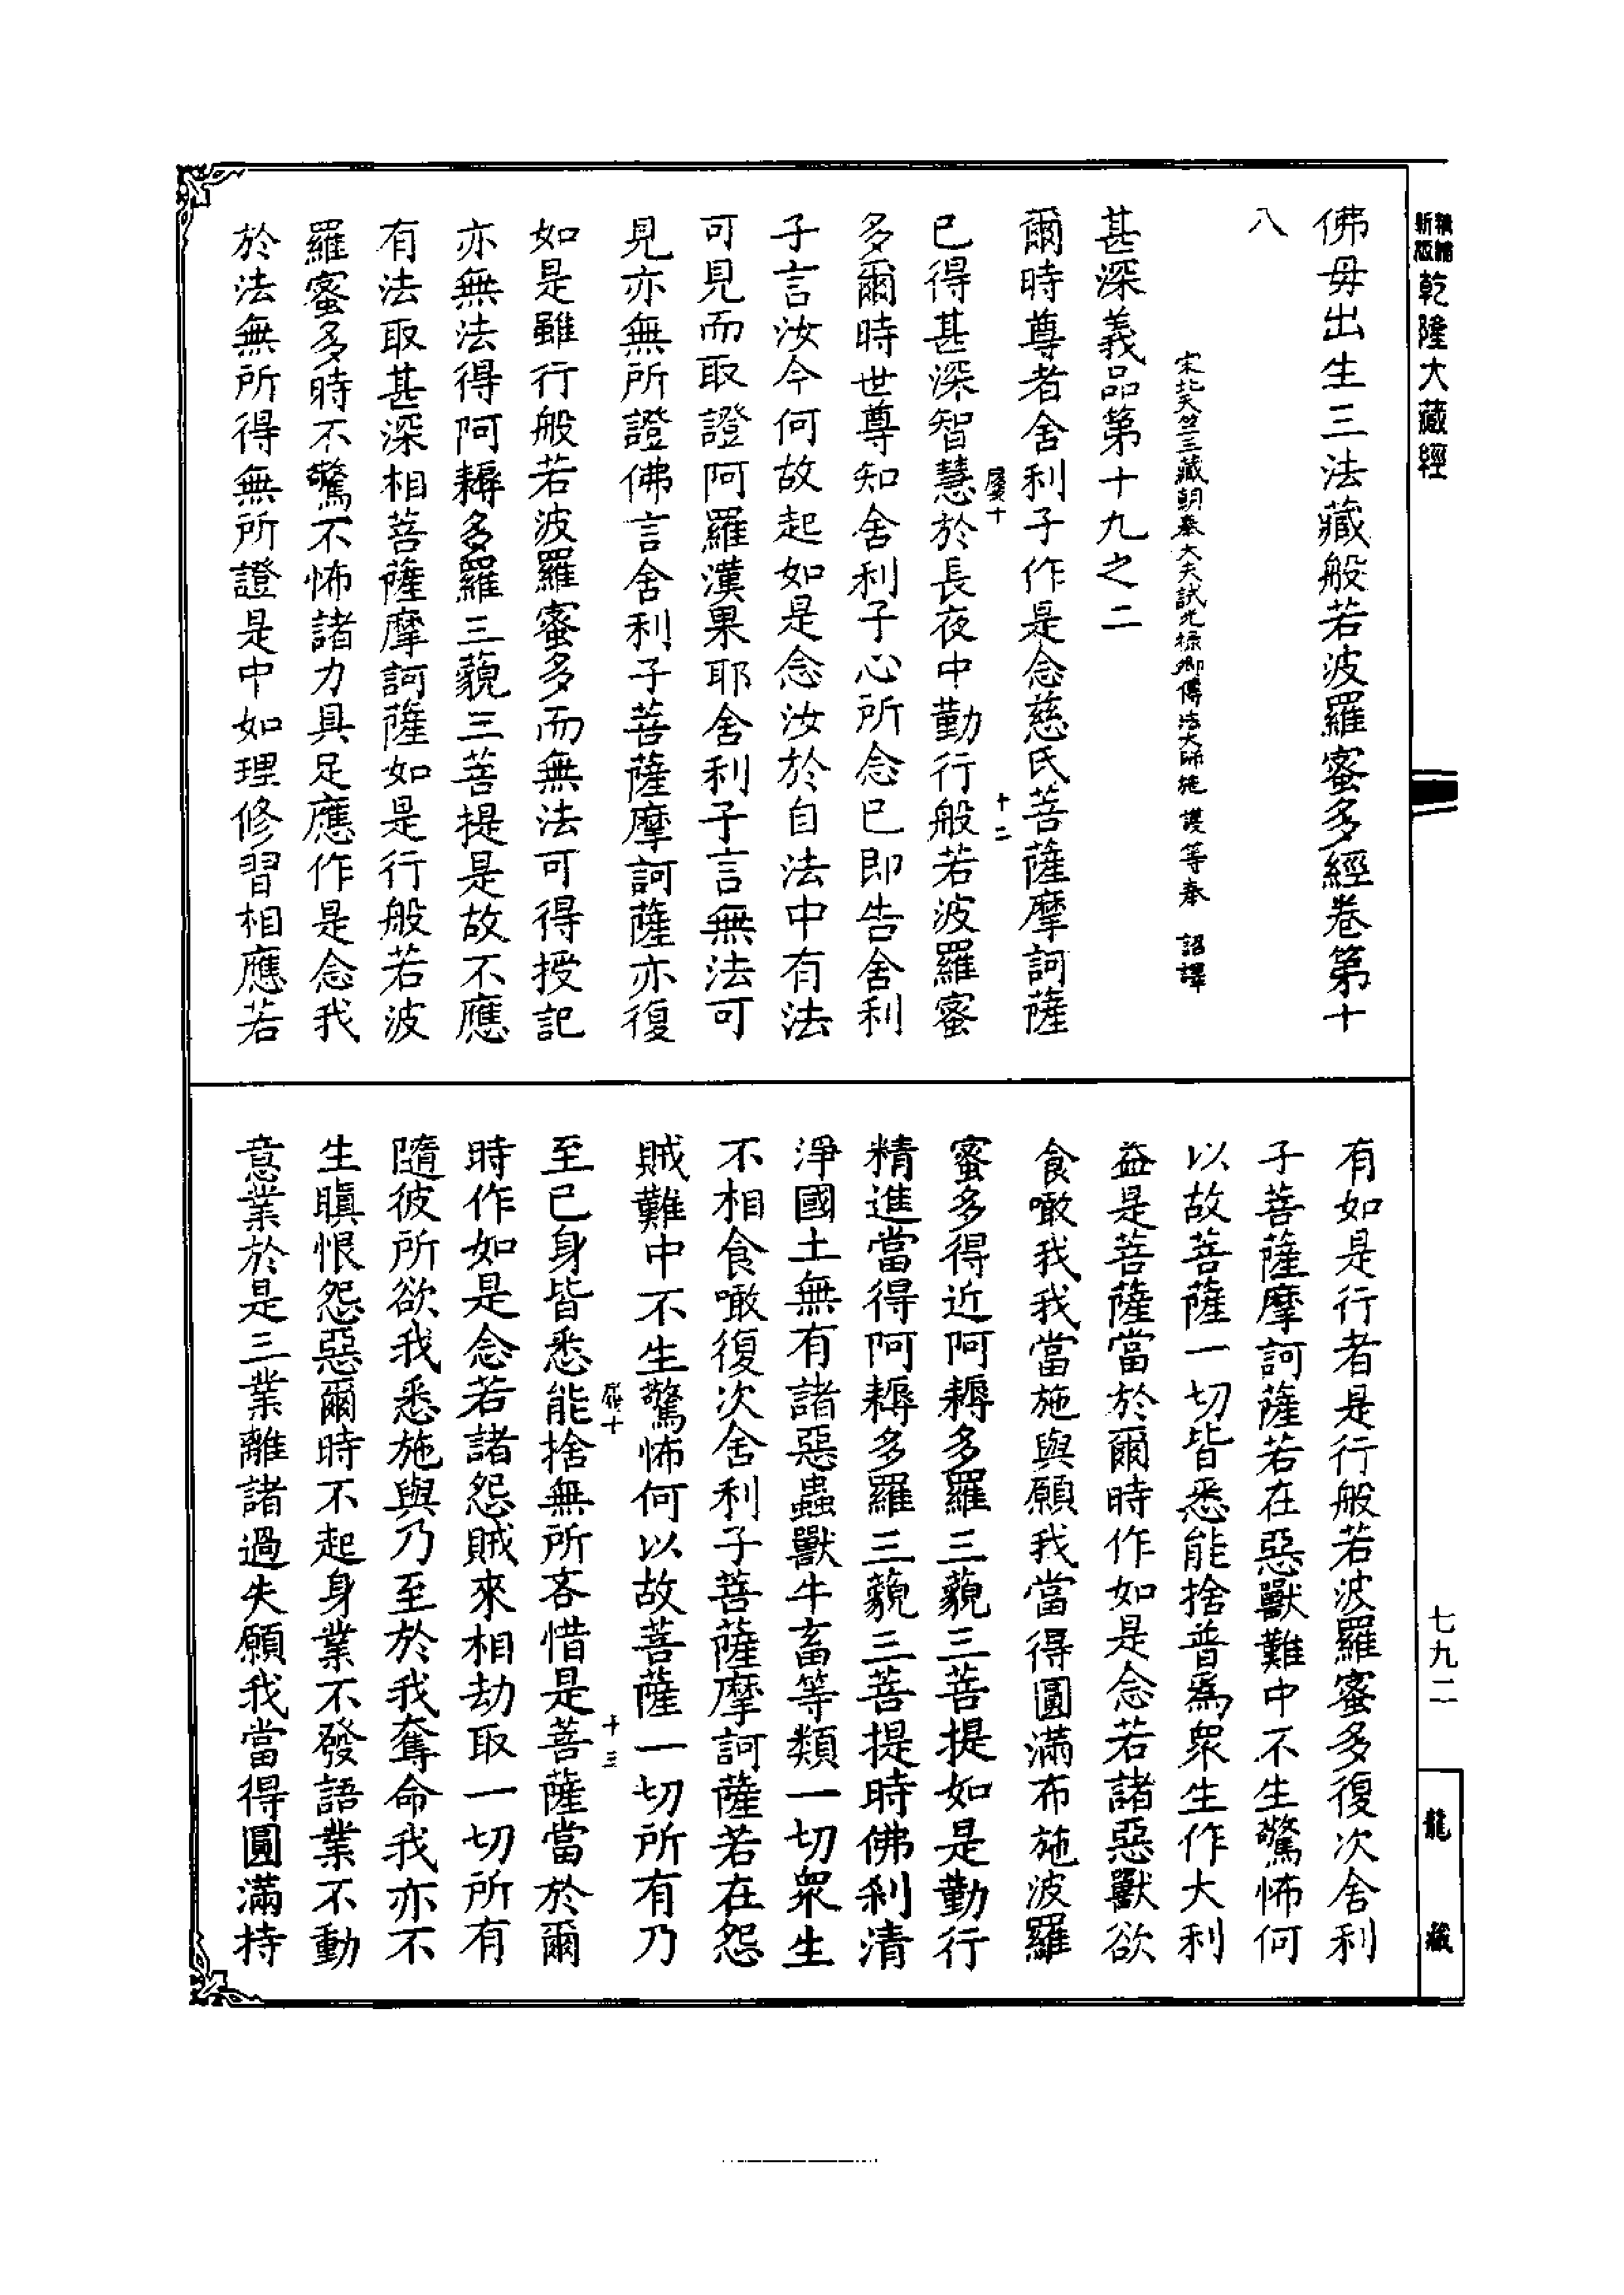 精補新版乾隆大藏經
七九二
龍藏
佛母出生三法藏般若波羅蜜多經卷第十
八
宋北天竺三藏朝奉大夫試光祿卿傳法大師施護等奉 詔譯
甚深義品第十九之二
爾時尊者舍利子作是念慈氏菩薩摩訶薩
已得甚深智慧於長夜中勤行般若波羅蜜
多爾時世尊知舍利子心所念已即告舍利
子言汝今何故起如是念汝於自法中有法
可見而取證阿羅漢果耶舍利子言無法可
見亦無所證佛言舍利子菩薩摩訶薩亦復
如是雖行般若波羅蜜多而無法可得授記
亦無法得阿耨多羅三藐三菩提是故不應
有法取甚深相菩薩摩訶薩如是行般若波
羅蜜多時不驚不怖諸力具足應作是念我
於法無所得無所證是中如理修習相應若
有如是行者是行般若波羅蜜多復次舍利
子菩薩摩訶薩若在惡獸難中不生驚怖何
以故菩薩一切皆悉能捨普為眾生作大利
益是菩薩當於爾時作如是念若諸惡獸欲
食噉我我當施與願我當得圓滿布施波羅
蜜多得近阿耨多羅三藐三菩提如是勤行
精進當得阿耨多羅三藐三菩提時佛剎清
淨國土無有諸惡蟲獸牛畜等類一切眾生
不相食噉復次舍利子菩薩摩訶薩若在怨
賊難中不生驚怖何以故菩薩一切所有乃
至己身皆悉能捨無所吝惜是菩薩當於爾
時作如是念若諸怨賊來相劫取一切所有
隨彼所欲我悉施與乃至於我奪命我亦不
生瞋恨怨惡爾時不起身業不發語業不動
意業於是三業離諸過失願我當得圓滿持
十
十二
十
十三